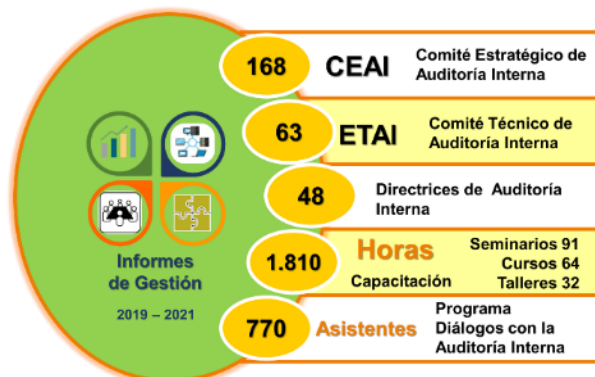 168 CEAI Comité Estratégico de
Auditoría Interna
63 ETAI Comité Técnico de
Auditoría Interna
48 Directrices de Auditoría
Interna
1.810 Horas Seminarios 91
Cursos 64
Capacitación Talleres 32
770 Asistentes Programa
Diálogos con la
Auditoría Interna
Informes
de Gestión
2019 – 2021